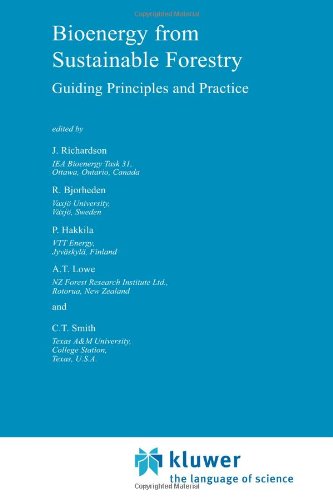 Bioenergy from
Sustainable Forestry
Guiding Principles and Practice
edited by
J. Richardson
IEA Bioenergy Task 31,
Ottawa, Ontario, Canada
R. Bjorheden
Vaxjö University,
Vaxjö, Sweden
P. Hakkila
VTT Energy,
Jyväskylä, Finland
A.T. Lowe
NZ Forest Research Institute Ltd.,
Rotorua, New Zealand
and
C.T. Smith
Texas A&M University,
College Station,
Texas, U.S.A.
kluwer
the language of science
Copyrighted Material